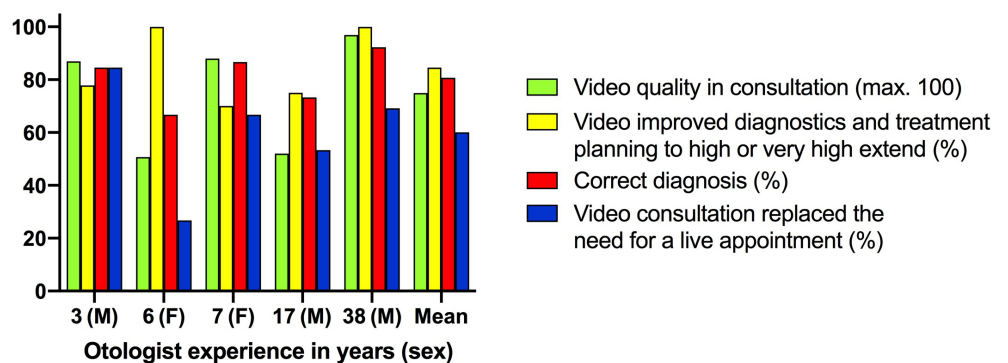 100
80
60
40
20
0
3 (M) 6 (F) 7 (F) 17 (M) 38 (M) Mean
Otologist experience in years (sex)
Video quality in consultation (max. 100)
Video improved diagnostics and treatment
planning to high or very high extend (%)
Correct diagnosis (%)
Video consultation replaced the
need for a live appointment (%)